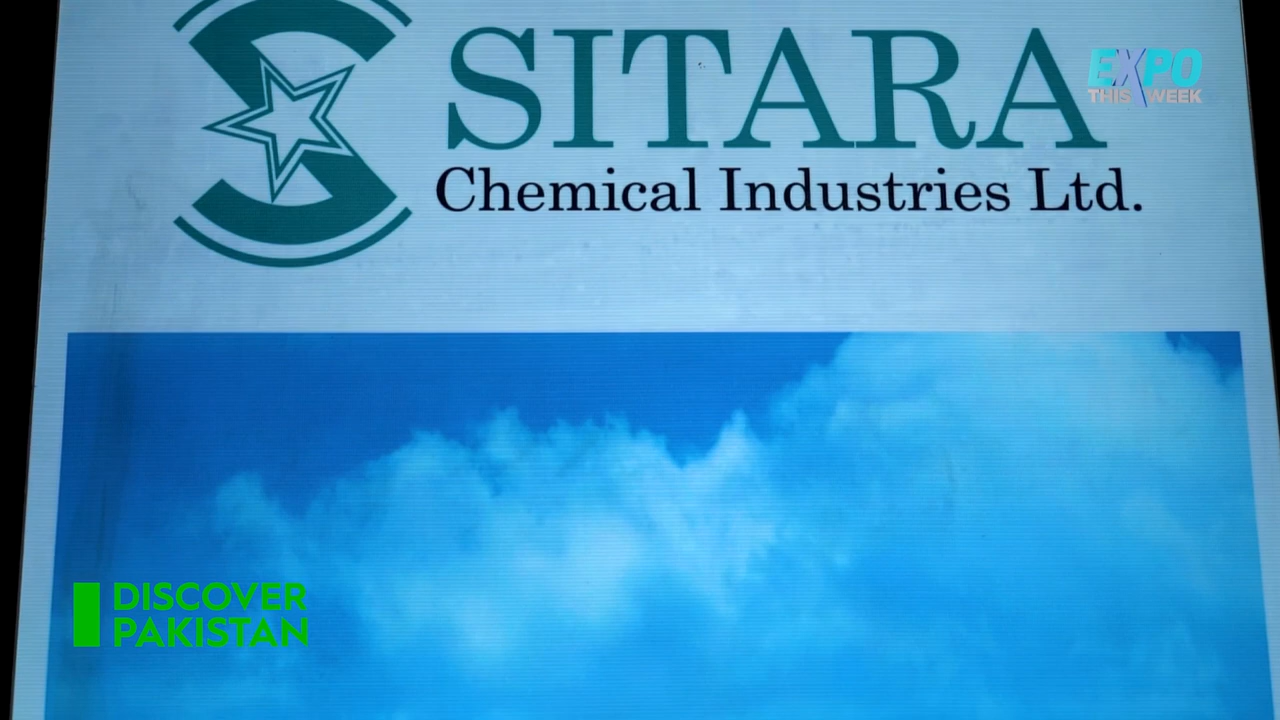 SITARA
Chemical Industries Ltd.
EXPO
THIS WEEK
DISCOVER
PAKISTAN